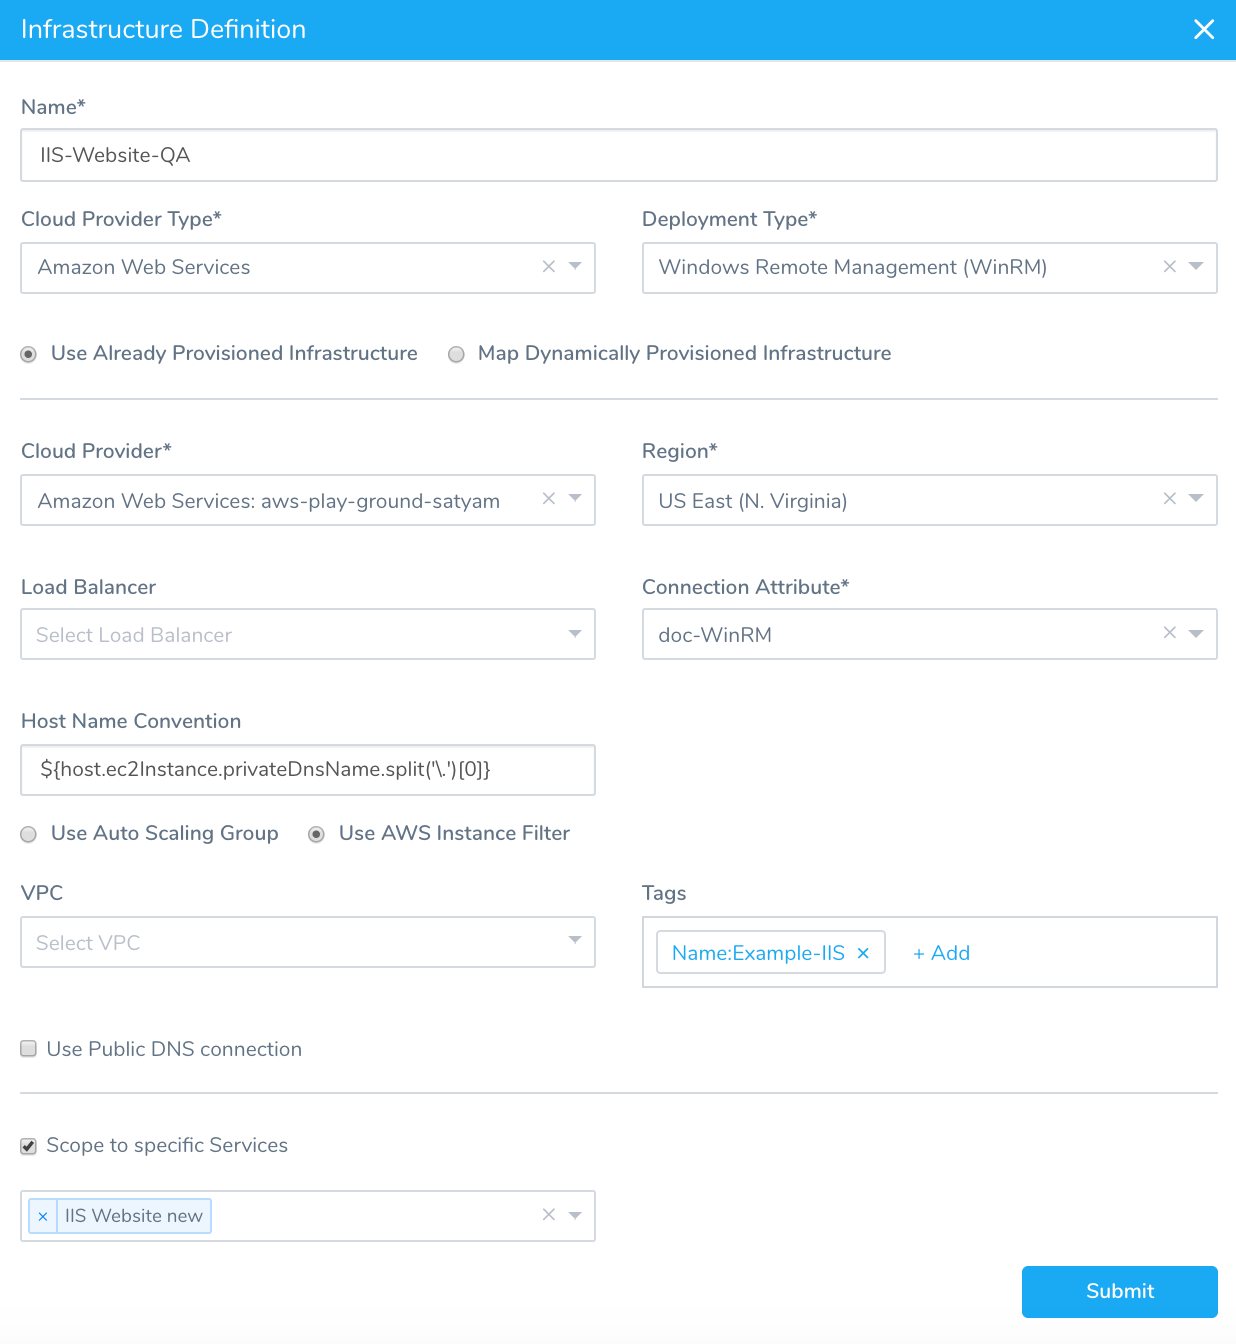 Infrastructure Definition
Name*
IIS-Website-QA
Cloud Provider Type*
Deployment Type*
Amazon Web Services
Windows Remote Management (WinRM)
Use Already Provisioned Infrastructure
Map Dynamically Provisioned Infrastructure
Cloud Provider*
Region*
Amazon Web Services: aws-play-ground-satyam
US East (N. Virginia)
Load Balancer
Connection Attribute*
Select Load Balancer
doc-WinRM
Host Name Convention
${host.ec2Instance.privateDnsName.split('\.')[0]}
Use Auto Scaling Group
Use AWS Instance Filter
VPC
Tags
Select VPC
Name:Example-IIS ×
+ Add
Use Public DNS connection
Scope to specific Services
× IIS Website new
Submit